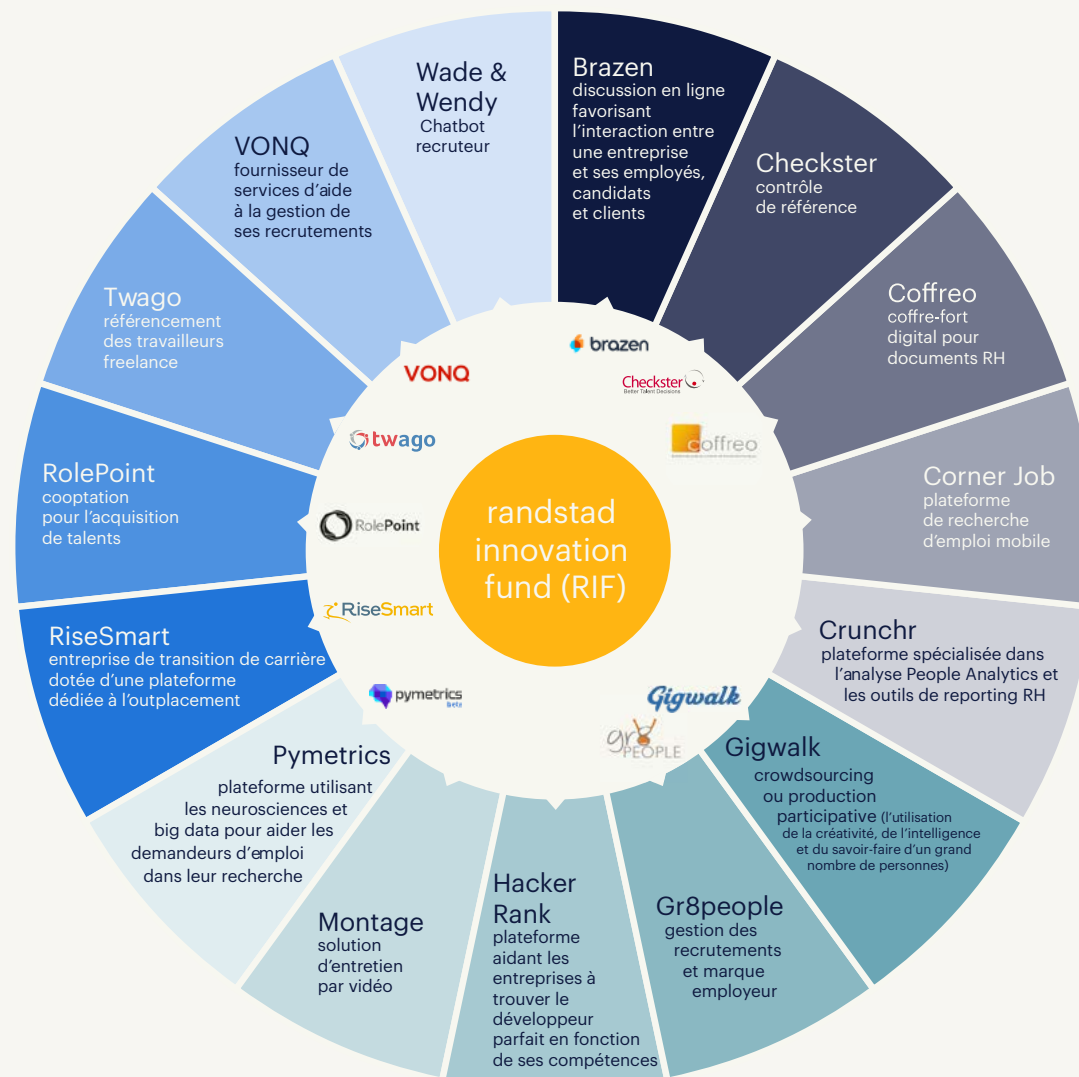 Brazen
discussion en ligne
favorisant
l'interaction entre
une entreprise
et ses employés,
candidats
et clients
Checkster
contrôle
de référence
Coffreo
coffre-fort
digital pour
documents RH
Corner Job
plateforme
de recherche
d'emploi mobile
Crunchr
plateforme spécialisée dans
l'analyse People Analytics et
les outils de reporting RH
Gigwalk
crowdsourcing
ou production
participative (l'utilisation
de la créativité, de l'intelligence
et du savoir-faire d'un grand
nombre de personnes)
Gr8people
gestion des
recrutements
et marque
employeur
Hacker
Rank
plateforme
aidant les
entreprises à
trouver le
développeur
parfait en fonction
de ses compétences
Montage
solution
d'entretien
par vidéo
Pymetrics
plateforme utilisant
les neurosciences et
big data pour aider les
demandeurs d'emploi
dans leur recherche
RiseSmart
entreprise de transition de carrière
dotée d'une plateforme
dédiée à l'outplacement
RolePoint
cooptation
pour l'acquisition
de talents
Twago
référencement
des travailleurs
freelance
VONQ
fournisseur de
services d'aide
à la gestion de
ses recrutements
Wade &
Wendy
Chatbot
recruteur
brazen
Checkster
Better Talent Decisions
coffreo
Gigwalk
gr8
PEOPLE
pymetrics
beta
RiseSmart
RolePoint
twago
VONQ
randstad
innovation
fund (RIF)